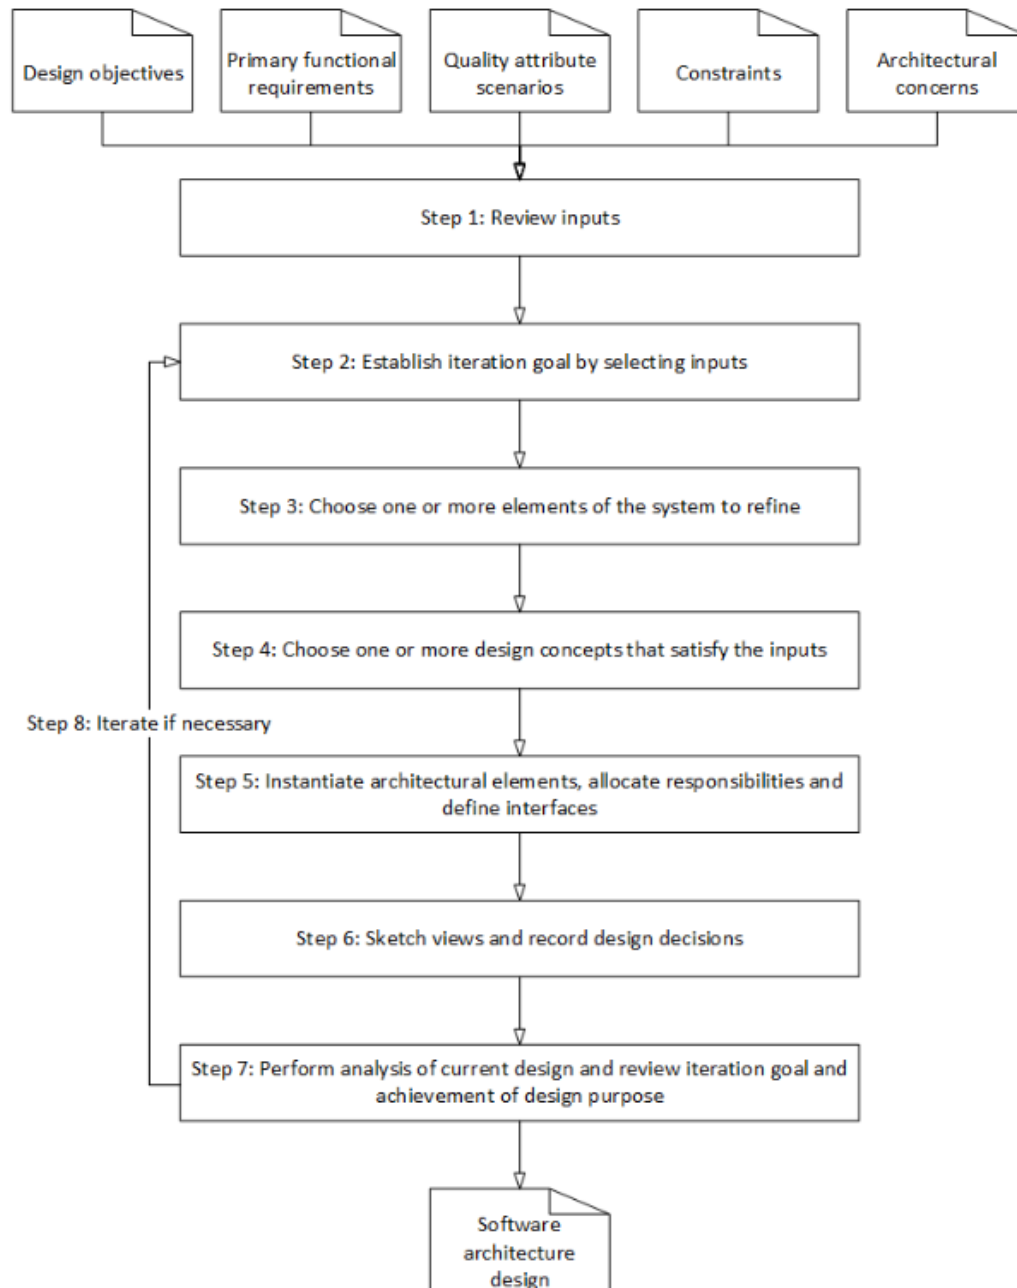 Design objectives
Primary functional
requirements
Quality attribute
scenarios
Constraints
Architectural
concerns
Step 1: Review inputs
Step 2: Establish iteration goal by selecting inputs
Step 3: Choose one or more elements of the system to refine
Step 4: Choose one or more design concepts that satisfy the inputs
Step 8: Iterate if necessary
Step 5: Instantiate architectural elements, allocate responsibilities and
define interfaces
Step 6: Sketch views and record design decisions
Step 7: Perform analysis of current design and review iteration goal and
achievement of design purpose
Software
architecture
design